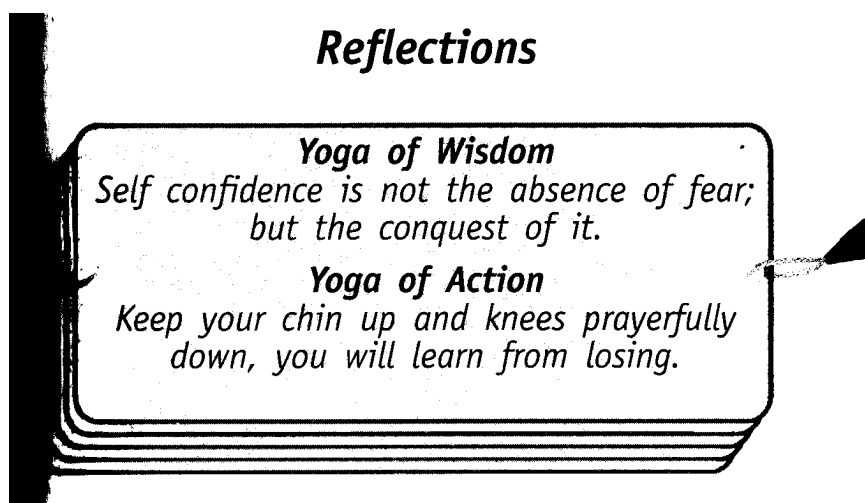 Reflections
Yoga of Wisdom
Self confidence is not the absence of fear;
but the conquest of it.
Yoga of Action
Keep your chin up and knees prayerfully
down, you will learn from losing.